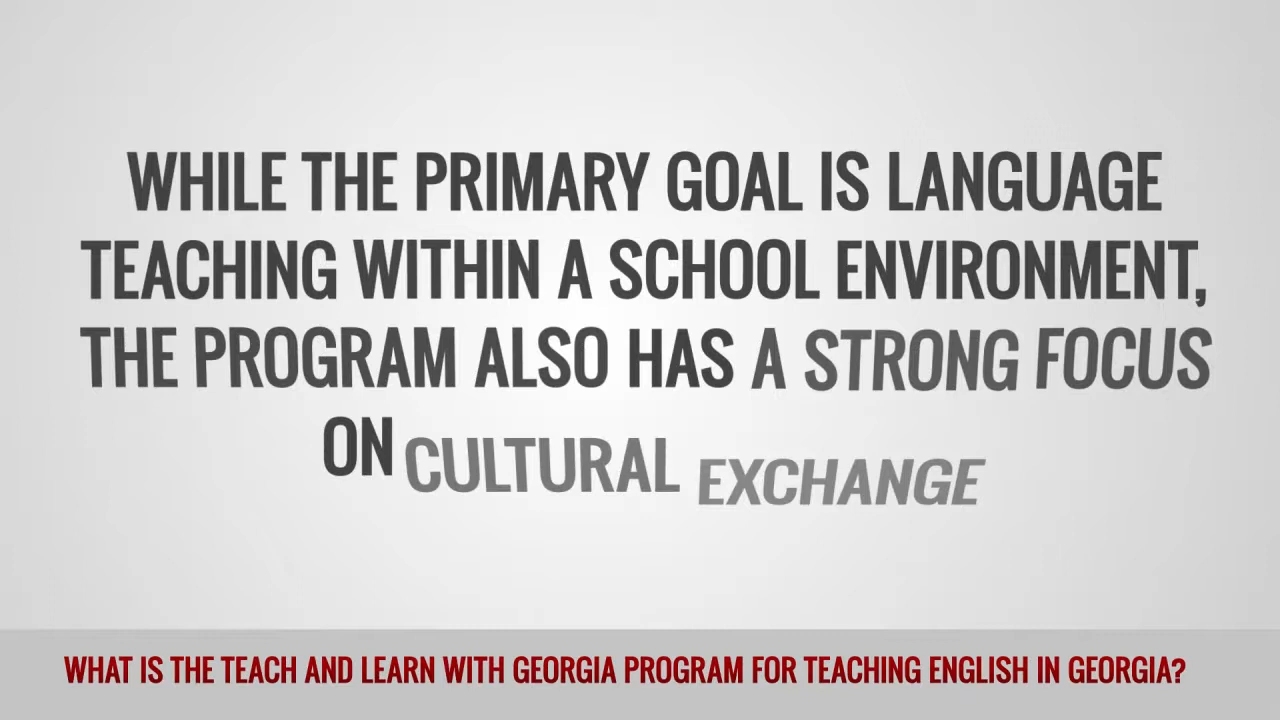 WHILE THE PRIMARY GOAL IS LANGUAGE
TEACHING WITHIN A SCHOOL ENVIRONMENT,
THE PROGRAM ALSO HAS A STRONG FOCUS
ON CULTURAL EXCHANGE
WHAT IS THE TEACH AND LEARN WITH GEORGIA PROGRAM FOR TEACHING ENGLISH IN GEORGIA?